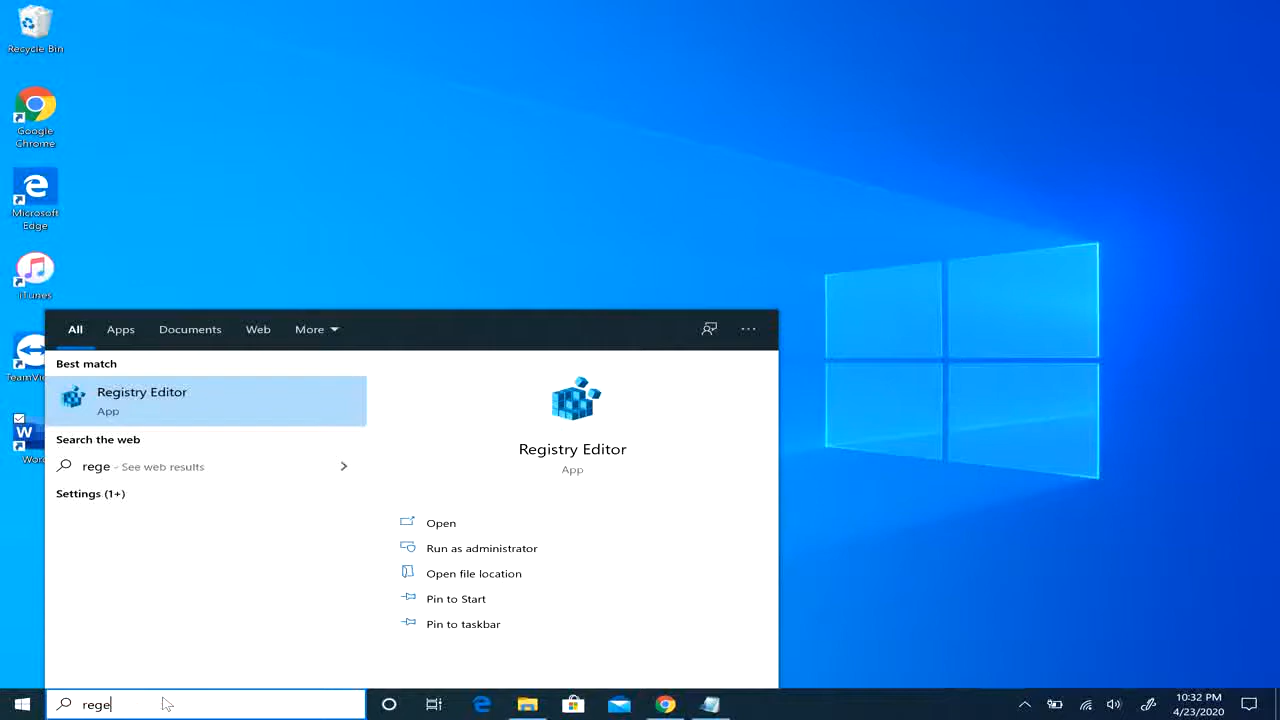 Recycle Bin
Google
Chrome
Microsoft
Edge
iTunes
TeamVie
W
Word
All
Apps
Documents
Web
More
Best match
Registry Editor
App
Search the web
rege - See web results
Settings (1+)
Registry Editor
App
Open
Run as administrator
Open file location
Pin to Start
Pin to taskbar
rege
10:32 PM
4/23/2020